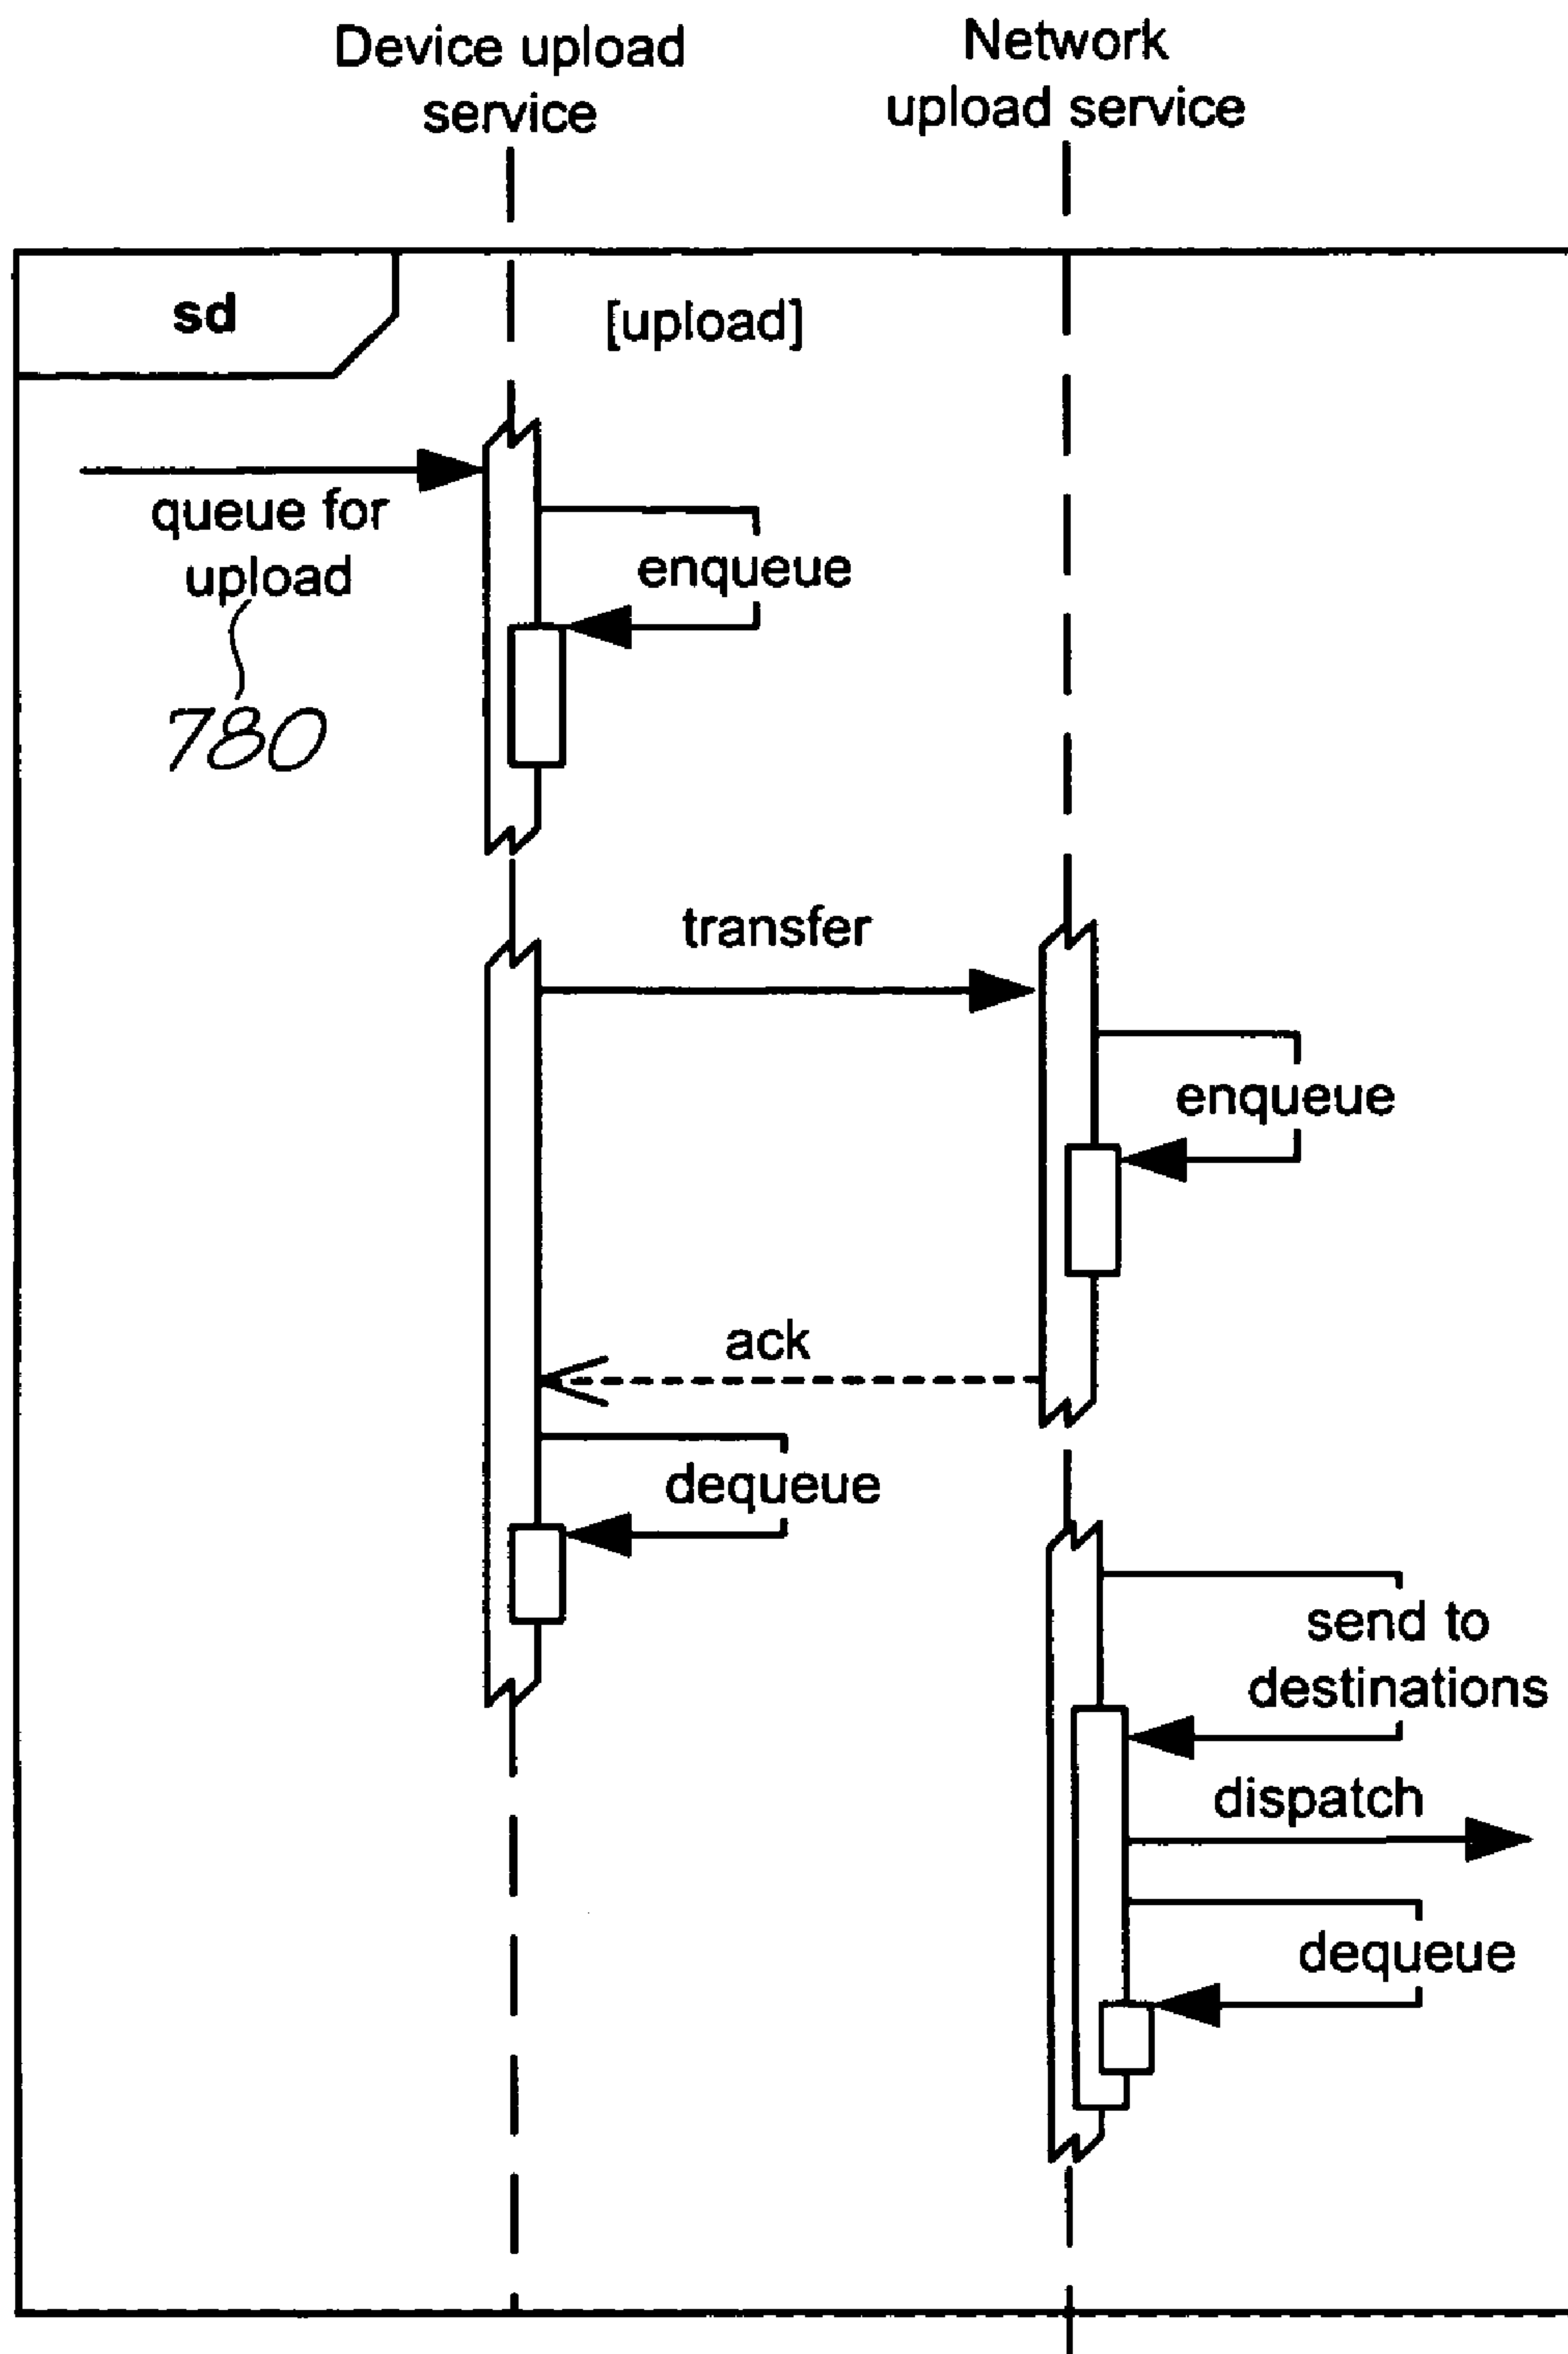 Device upload
service
Network
upload service
sd
[upload]
queue for
upload
780
enqueue
transfer
enqueue
ack
dequeue
send to
destinations
dispatch
dequeue